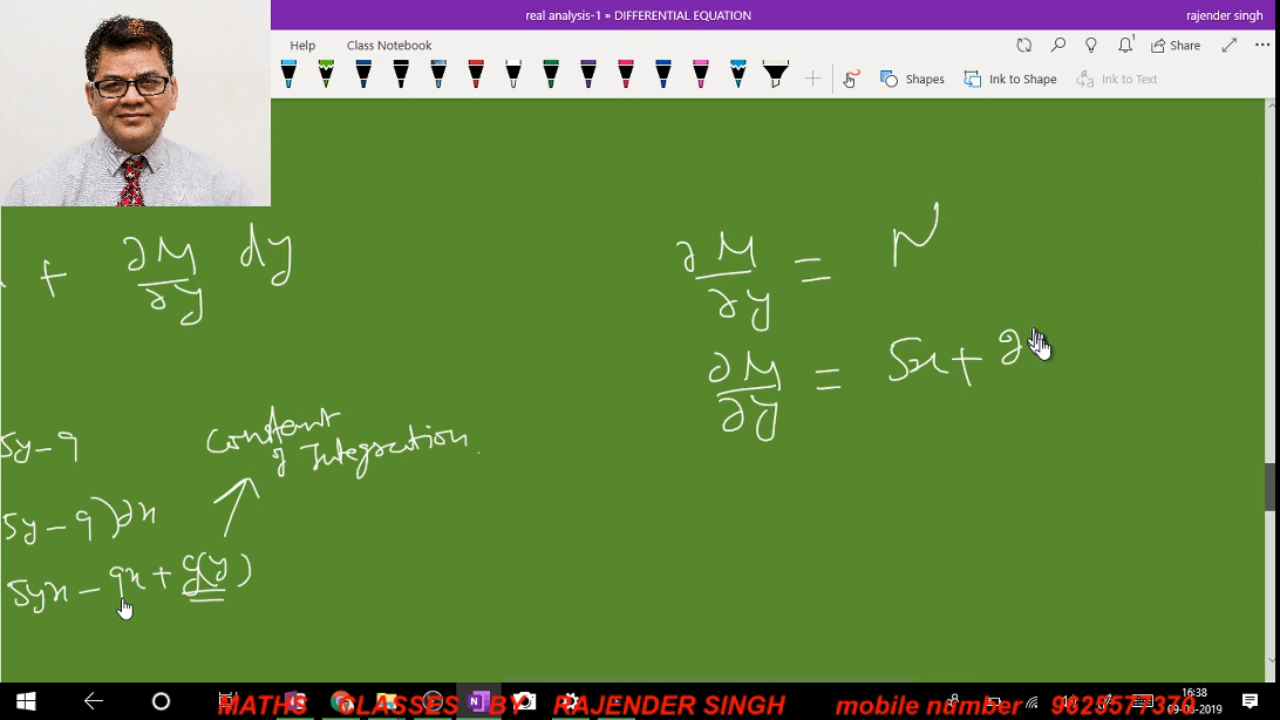 real analysis-1 » DIFFERENTIAL EQUATION
rajender singh
Help Class Notebook
Share
Shapes Ink to Shape Ink to Text
+ ∂M/∂y dy
∂M/∂y = N
∂M/∂y = 5x + 2
5y - 9
constant
of Integration.
5y - 9) ∂x
5yx - 9x + g(y)
16:38
MATHS CLASSES BY RAJENDER SINGH mobile number